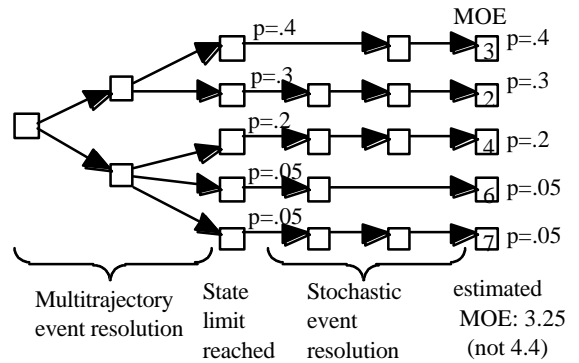 MOE
p=.4
3 p=.4
p=.3
2 p=.3
p=.2
4 p=.2
p=.05
6 p=.05
p=.05
7 p=.05
Multitrajectory
event resolution
State
limit
reached
Stochastic
event
resolution
estimated
MOE: 3.25
(not 4.4)